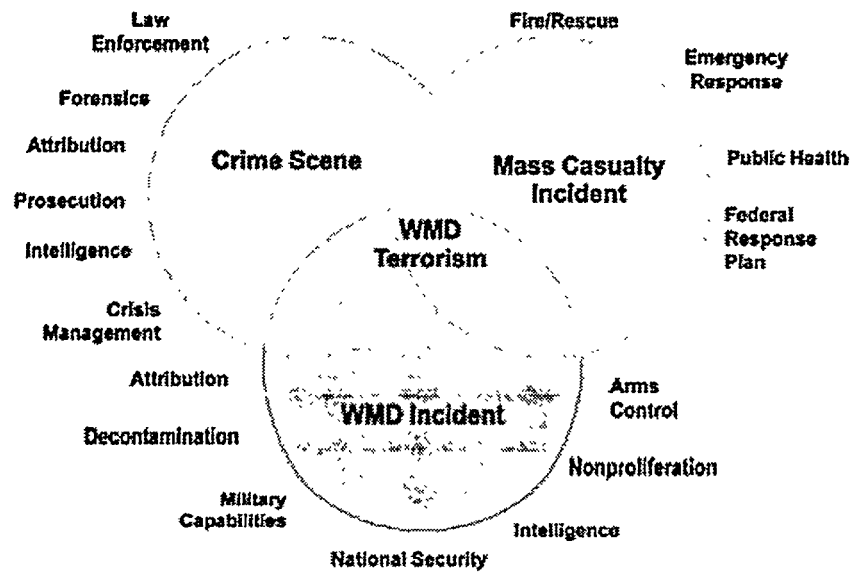 Law
Enforcement
Fire/Rescue
Emergency
Response
Forensics
Attribution
Crime Scene
Mass Casualty
Incident
Public Health
Prosecution
Federal
Response
Plan
Intelligence
WMD
Terrorism
Crisis
Management
Attribution
Arms
Control
WMD Incident
Decontamination
Nonproliferation
Military
Capabilities
Intelligence
National Security